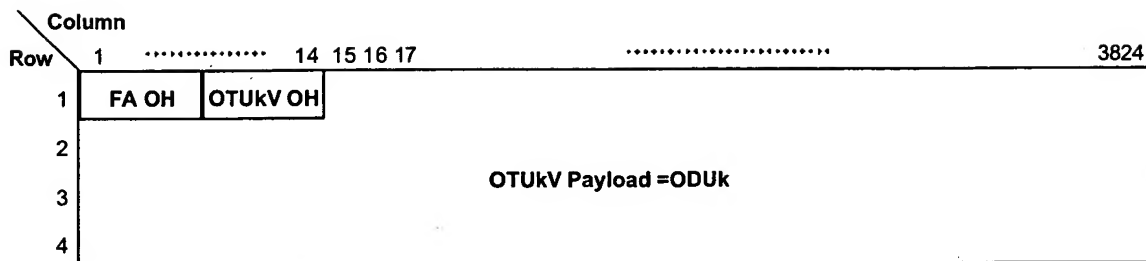 Column
Row 1 ................ 14 15 16 17 ........................ 3824
1 FA OH OTUkV OH
2
OTUkV Payload =ODUk
3
4